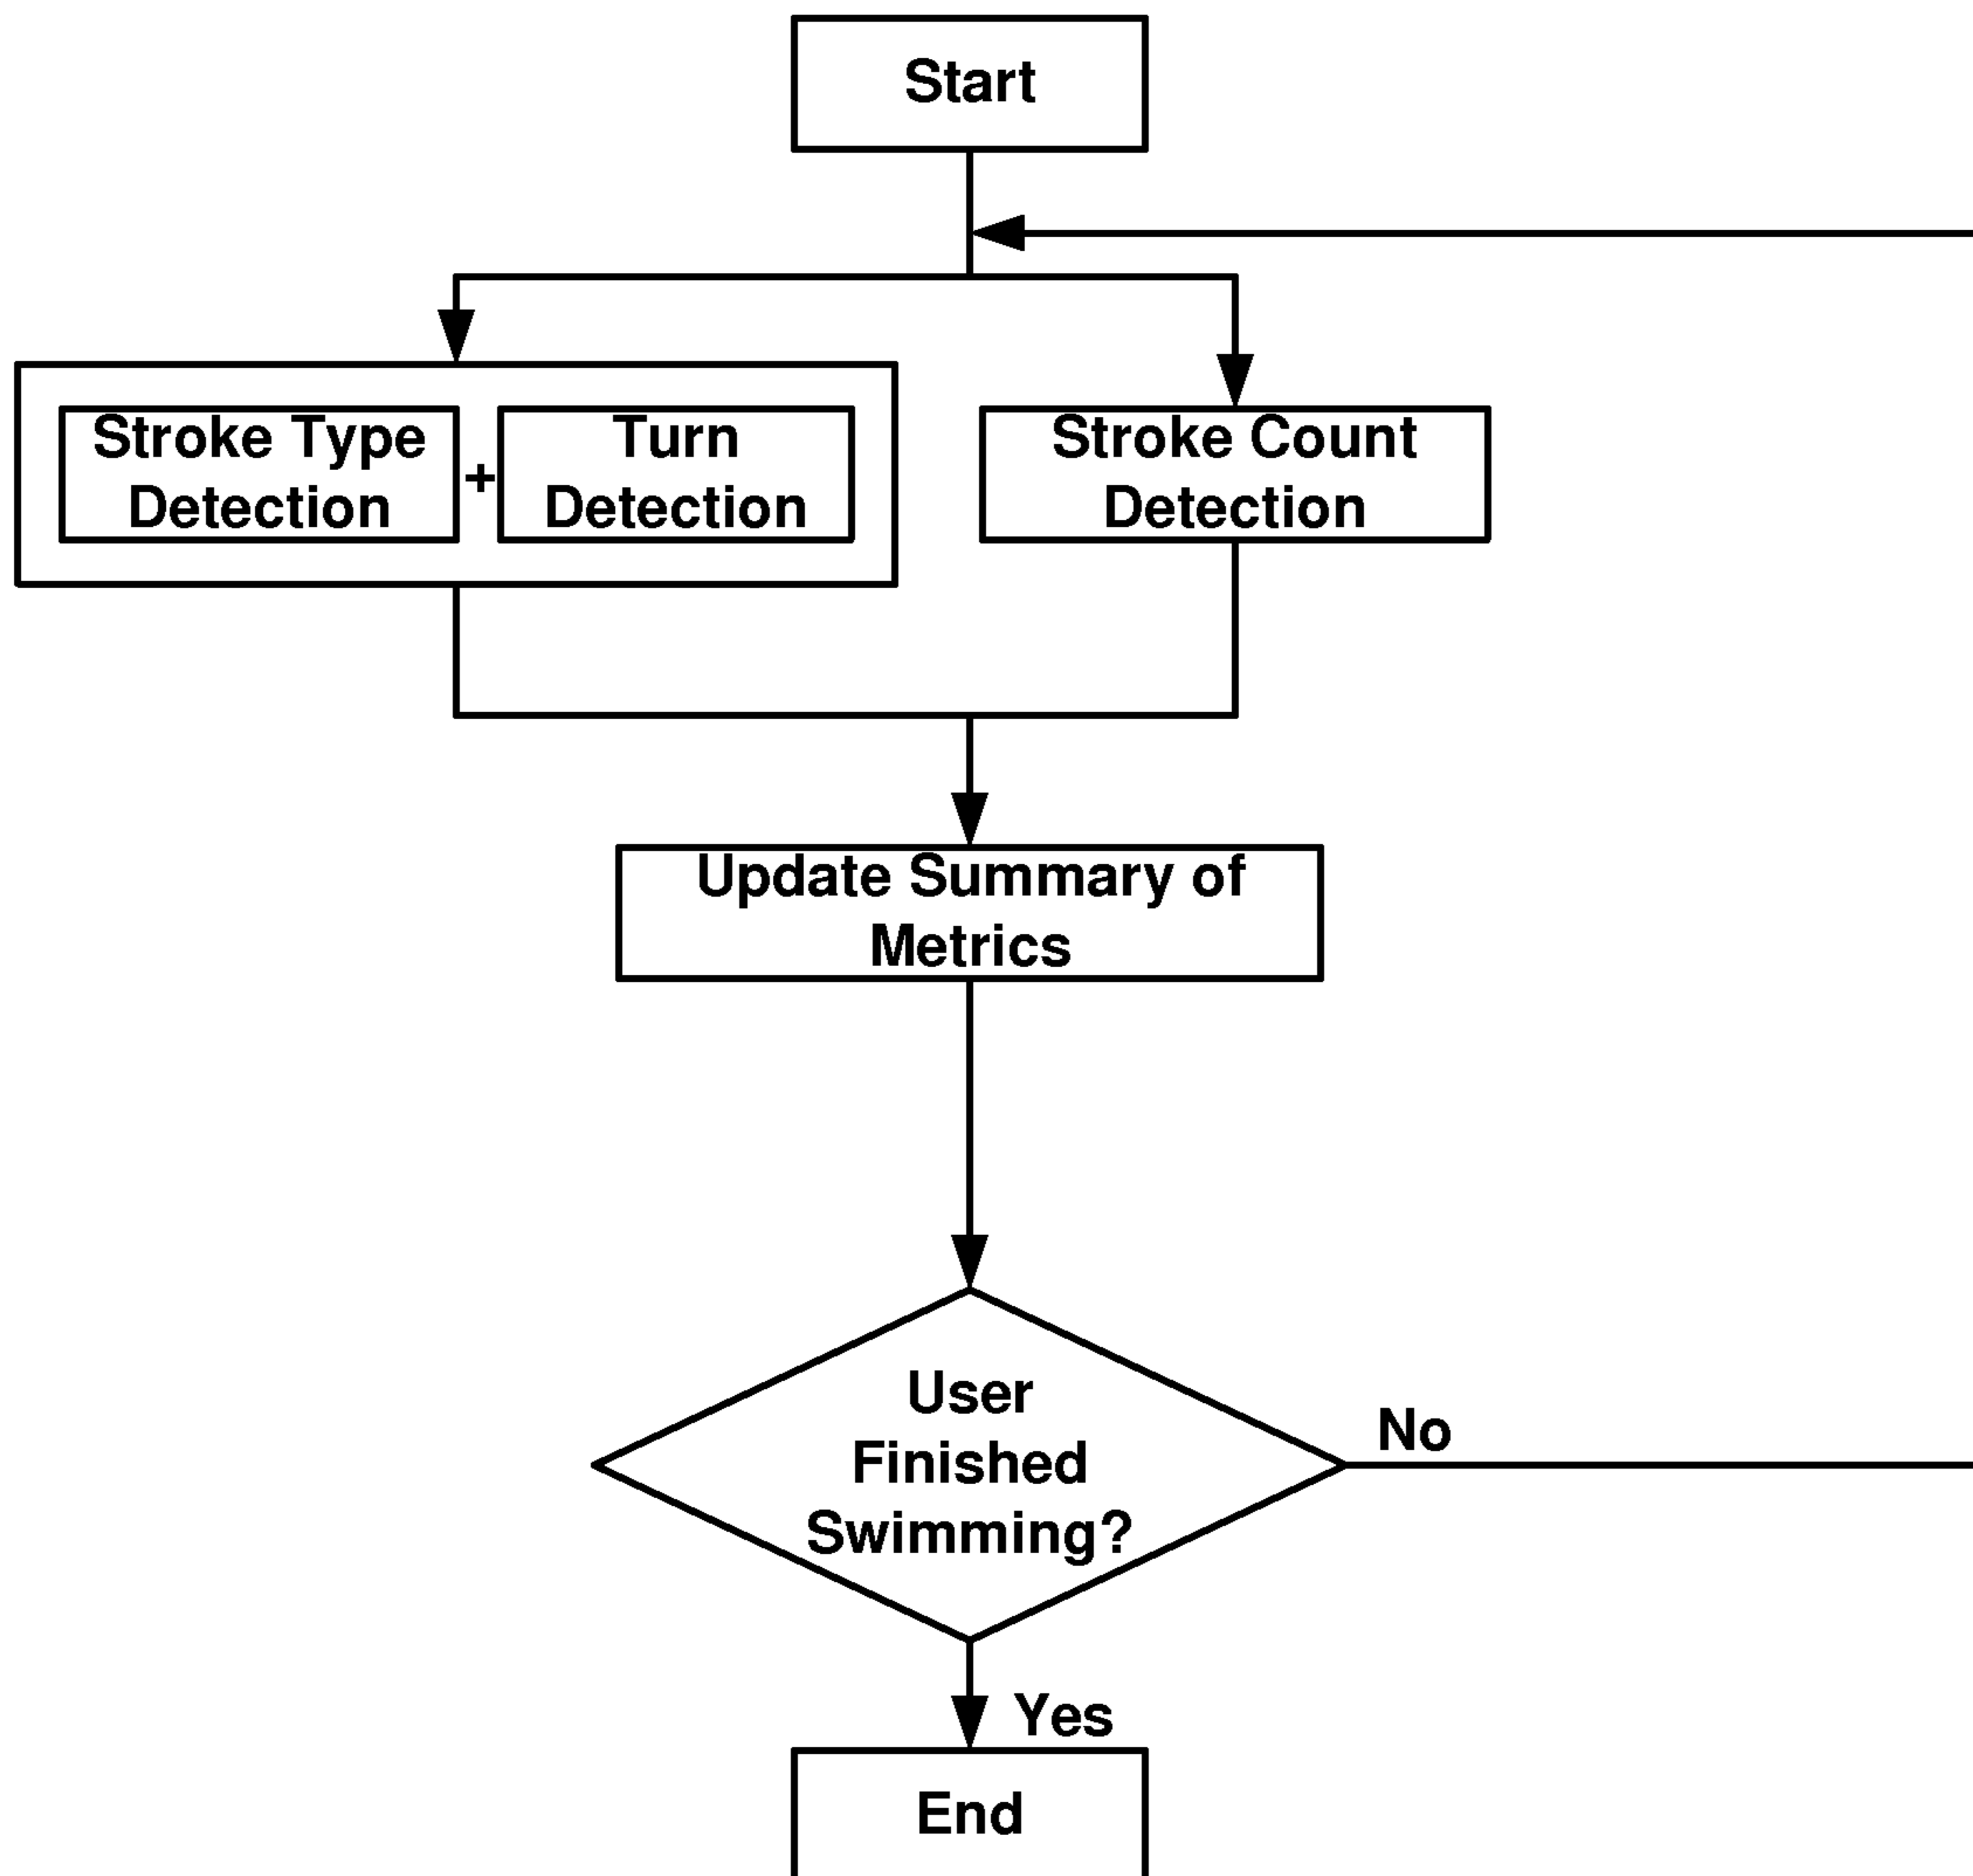 Start
Stroke Type
Detection
+
Turn
Detection
Stroke Count
Detection
Update Summary of
Metrics
User
Finished
Swimming?
No
Yes
End